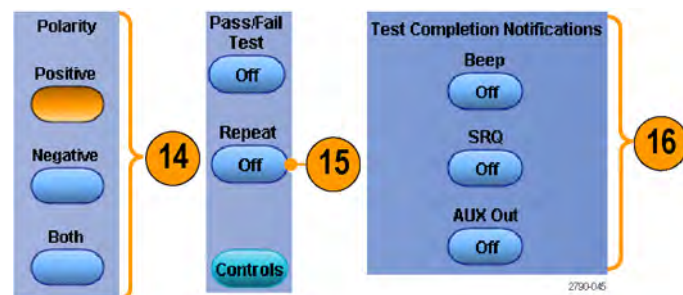 Polarity
Positive
Negative
Both
14
Pass/Fail
Test
Off
Repeat
Off
Controls
15
Test Completion Notifications
Beep
Off
SRQ
Off
AUX Out
Off
16
2790-045